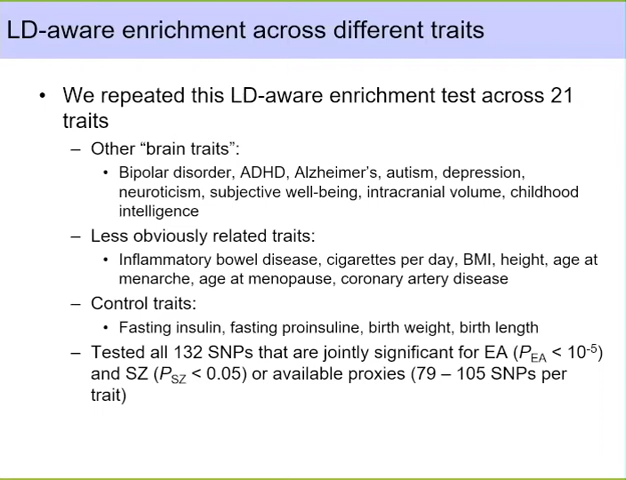 LD-aware enrichment across different traits
• We repeated this LD-aware enrichment test across 21
traits
– Other “brain traits”:
• Bipolar disorder, ADHD, Alzheimer’s, autism, depression,
neuroticism, subjective well-being, intracranial volume, childhood
intelligence
– Less obviously related traits:
• Inflammatory bowel disease, cigarettes per day, BMI, height, age at
menarche, age at menopause, coronary artery disease
– Control traits:
• Fasting insulin, fasting proinsuline, birth weight, birth length
– Tested all 132 SNPs that are jointly significant for EA (P_EA < 10^-5)
and SZ (P_SZ < 0.05) or available proxies (79 – 105 SNPs per
trait)